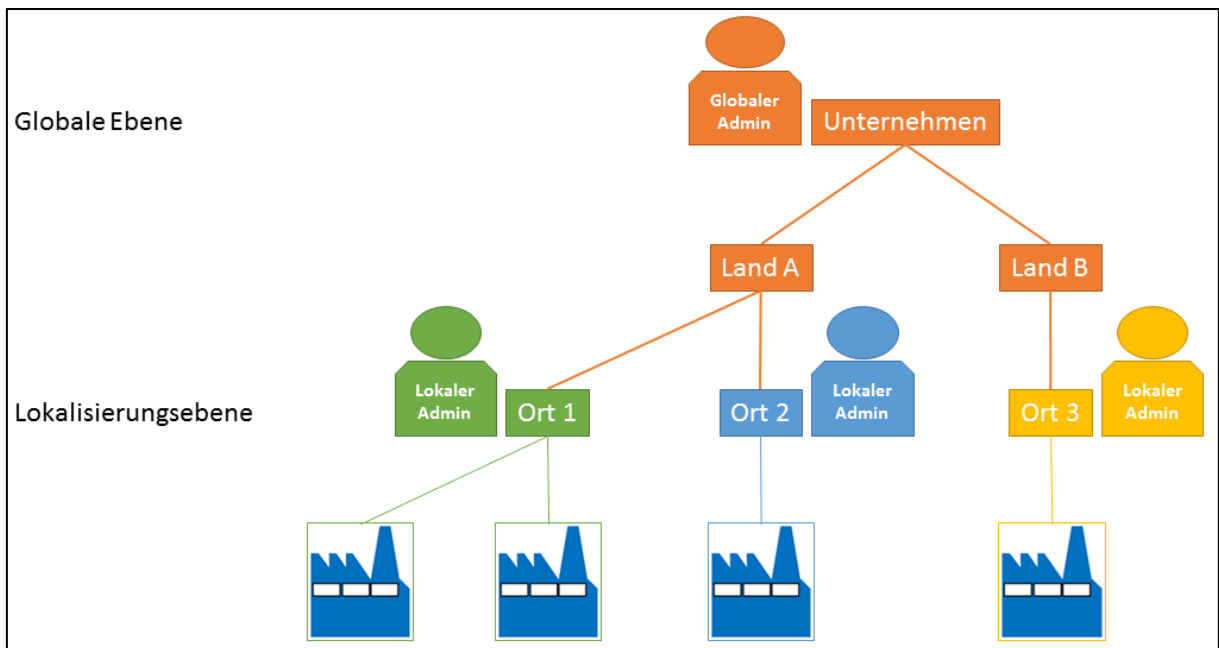 Globaler
Admin
Globale Ebene
Unternehmen
Land A
Land B
Lokaler
Admin
Lokaler
Admin
Lokaler
Admin
Lokalisierungsebene
Ort 1
Ort 2
Ort 3